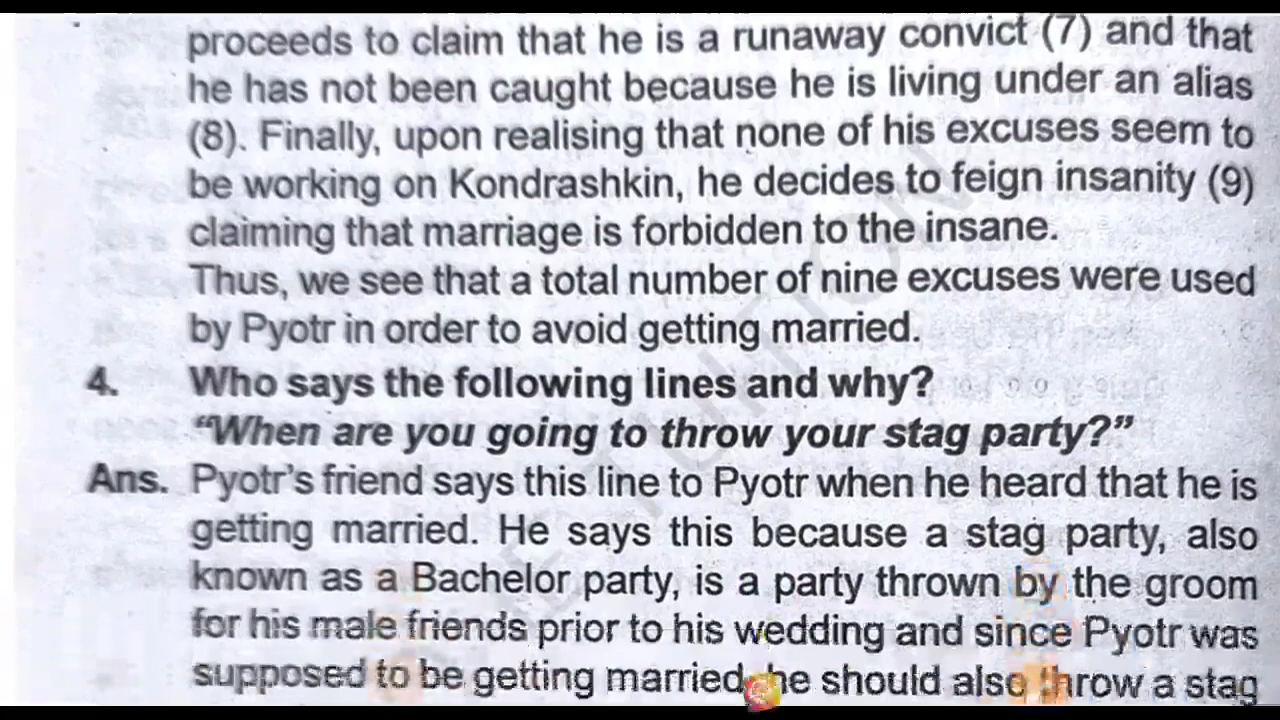 proceeds to claim that he is a runaway convict (7) and that
he has not been caught because he is living under an alias
(8). Finally, upon realising that none of his excuses seem to
be working on Kondrashkin, he decides to feign insanity (9)
claiming that marriage is forbidden to the insane.
Thus, we see that a total number of nine excuses were used
by Pyotr in order to avoid getting married.
4. Who says the following lines and why?
"When are you going to throw your stag party?"
Ans. Pyotr's friend says this line to Pyotr when he heard that he is
getting married. He says this because a stag party, also
known as a Bachelor party, is a party thrown by the groom
for his male friends prior to his wedding and since Pyotr was
supposed to be getting married, he should also throw a stag